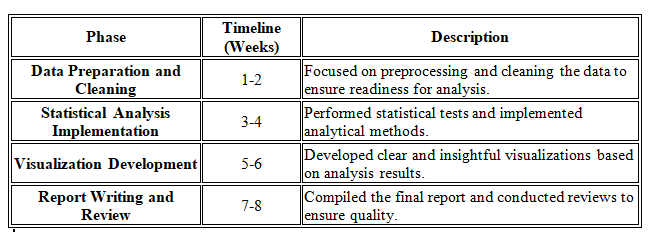 Phase
Timeline
(Weeks)
Description
Data Preparation and
Cleaning
1-2
Focused on preprocessing and cleaning the data to
ensure readiness for analysis.
Statistical Analysis
Implementation
3-4
Performed statistical tests and implemented
analytical methods.
Visualization Development
5-6
Developed clear and insightful visualizations based
on analysis results.
Report Writing and
Review
7-8
Compiled the final report and conducted reviews to
ensure quality.